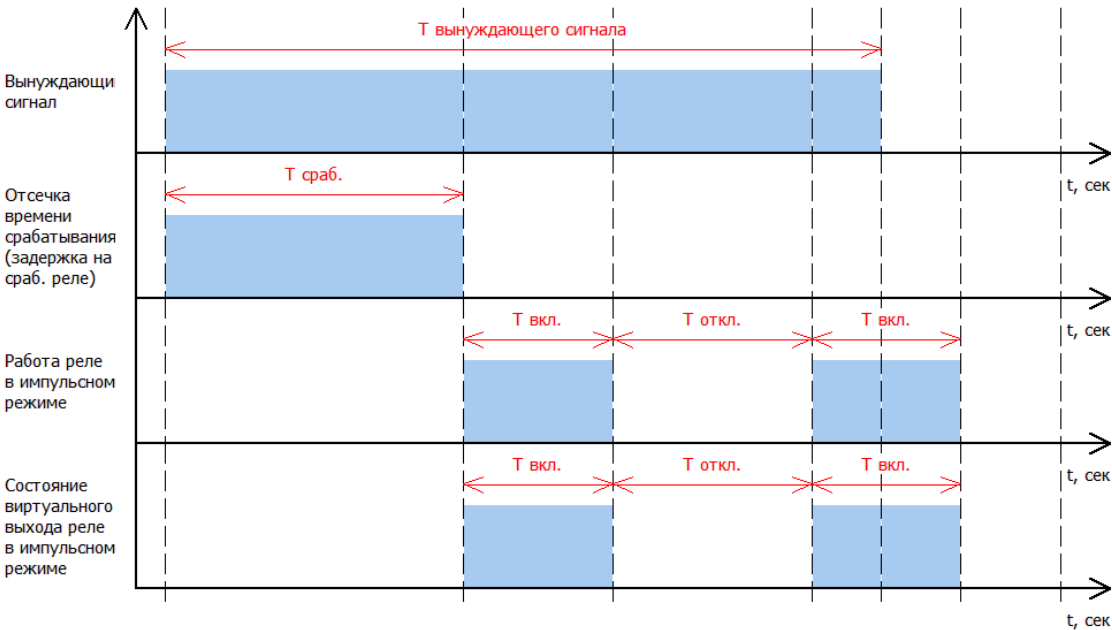 T вынуждающего сигнала
Вынуждающи
сигнал
t, сек
T сраб.
Отсечка
времени
срабатывания
(задержка на
сраб. реле)
t, сек
T вкл.
T откл.
T вкл.
Работа реле
в импульсном
режиме
t, сек
T вкл.
T откл.
T вкл.
Состояние
виртуального
выхода реле
в импульсном
режиме
t, сек